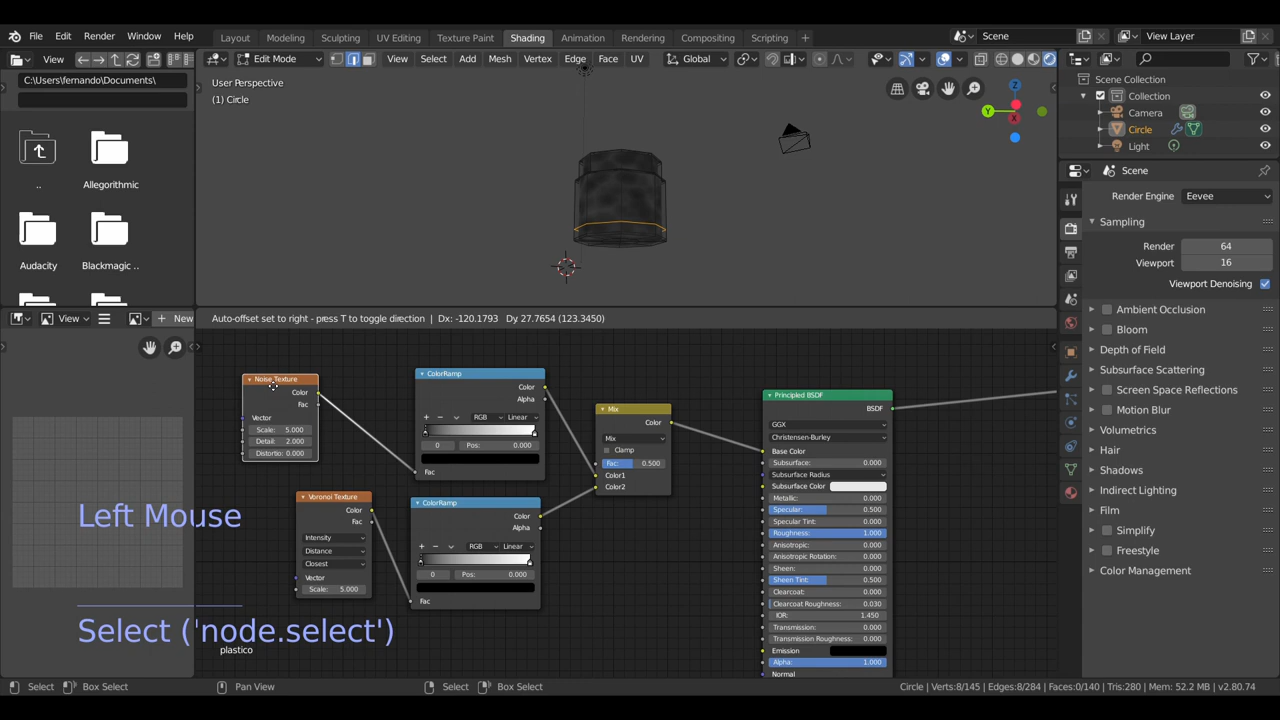 File Edit Render Window Help Layout Modeling Sculpting UV Editing Texture Paint Shading Animation Rendering Compositing Scripting + Scene View Layer
View Edit Mode View Select Add Mesh Vertex Edge Face UV Global
C:\Users\fernando\Documents\
User Perspective
(1) Circle
Z
Y
X
Scene Collection
Collection
Camera
Circle
Light
..
Allegorithmic
Audacity
Blackmagic ..
Scene
Render Engine Eevee
Sampling
Render 64
Viewport 16
Viewport Denoising
Ambient Occlusion
Bloom
Depth of Field
Subsurface Scattering
Screen Space Reflections
Motion Blur
Volumetrics
Hair
Shadows
Indirect Lighting
Film
Simplify
Freestyle
Color Management
View + New
Auto-offset set to right - press T to toggle direction | Dx: -120.1793 Dy 27.7654 (123.3450)
Noise Texture
Color
Fac
Vector
Scale: 5.000
Detail: 2.000
Distortio: 0.000
ColorRamp
Color
Alpha
+ − RGB Linear
0 Pos: 0.000
Fac
Mix
Color
Mix
Clamp
Fac: 0.500
Color1
Color2
Voronoi Texture
Color
Fac
Intensity
Distance
Closest
Vector
Scale: 5.000
ColorRamp
Color
Alpha
+ − RGB Linear
0 Pos: 0.000
Fac
Principled BSDF
BSDF
GGX
Christensen-Burley
Base Color
Subsurface: 0.000
Subsurface Radius
Subsurface Color
Metallic: 0.000
Specular: 0.500
Specular Tint: 0.000
Roughness: 1.000
Anisotropic: 0.000
Anisotropic Rotation: 0.000
Sheen: 0.000
Sheen Tint: 0.500
Clearcoat: 0.000
Clearcoat Roughness: 0.030
IOR: 1.450
Transmission: 0.000
Transmission Roughness: 0.000
Emission
Alpha: 1.000
Normal
Left Mouse
Select ('node.select')
plastico
Select Box Select Pan View Select Box Select Circle | Verts:8/145 | Edges:8/284 | Faces:0/140 | Tris:280 | Mem: 52.2 MB | v2.80.74